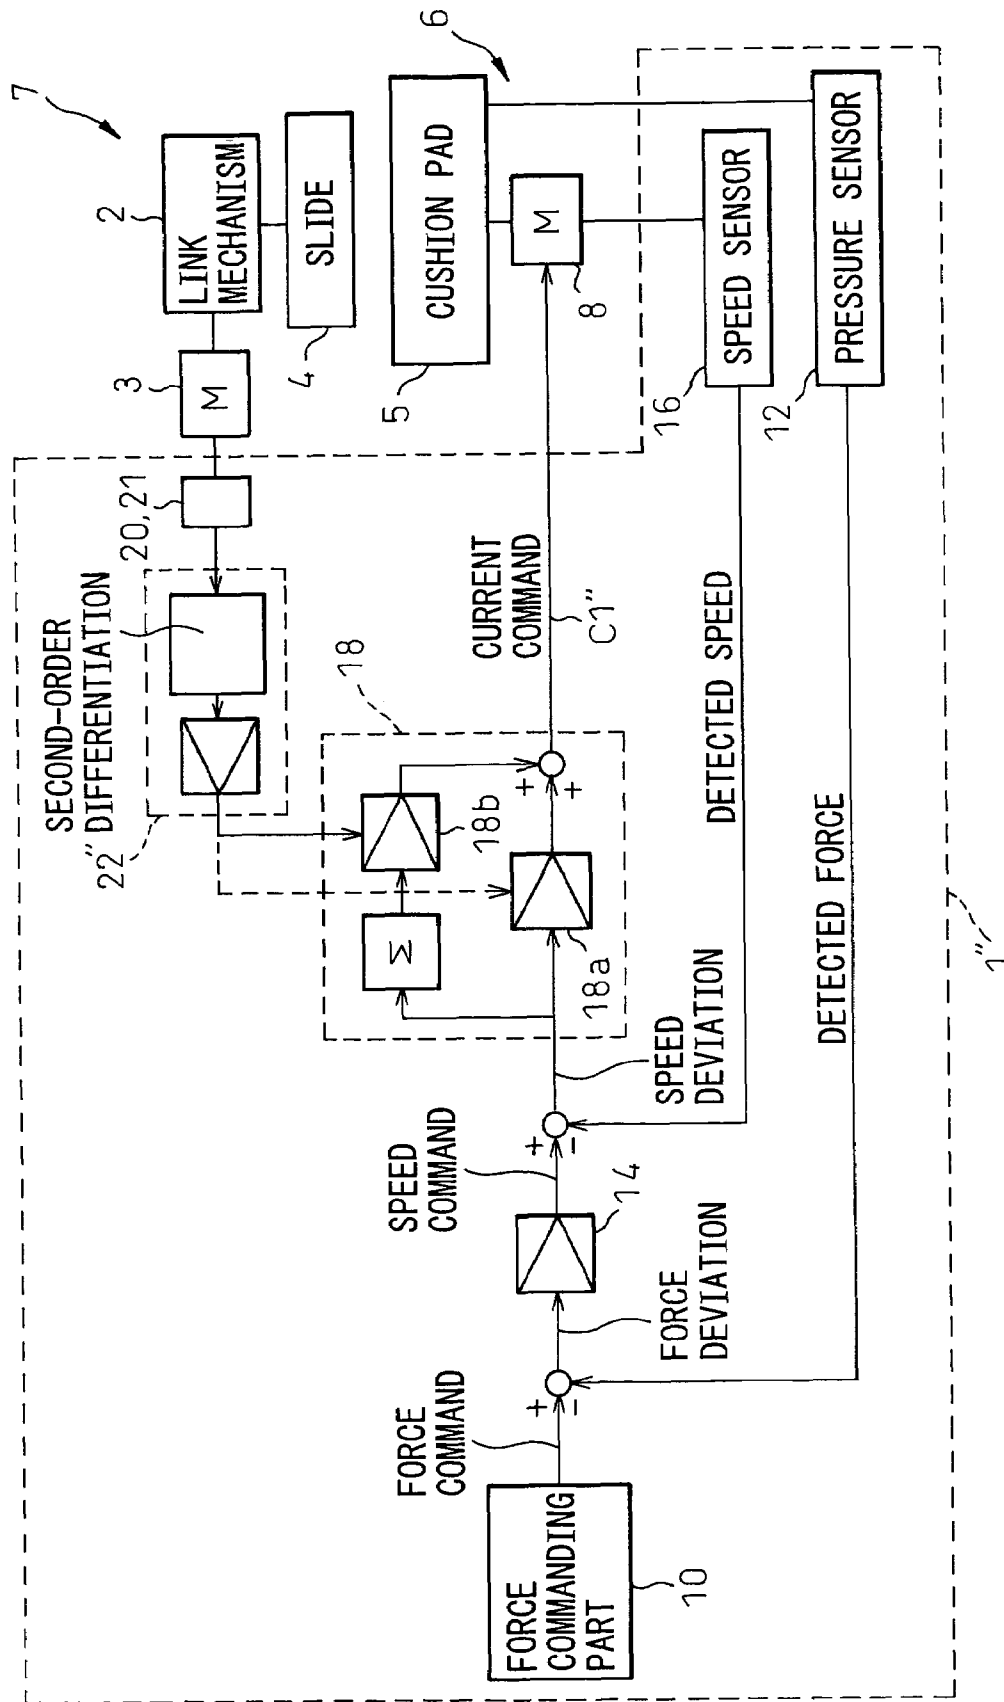 7
2
LINK
MECHANISM
3
M
SLIDE
4
20, 21
SECOND-ORDER
DIFFERENTIATION
22"
6
CUSHION PAD
5
M
8
CURRENT
COMMAND
C1"
18
Σ
18b
+
+
18a
SPEED SENSOR
16
PRESSURE SENSOR
12
DETECTED SPEED
DETECTED FORCE
SPEED
DEVIATION
SPEED
COMMAND
+
-
14
FORCE
DEVIATION
FORCE
COMMAND
+
-
FORCE
COMMANDING
PART
10
1"